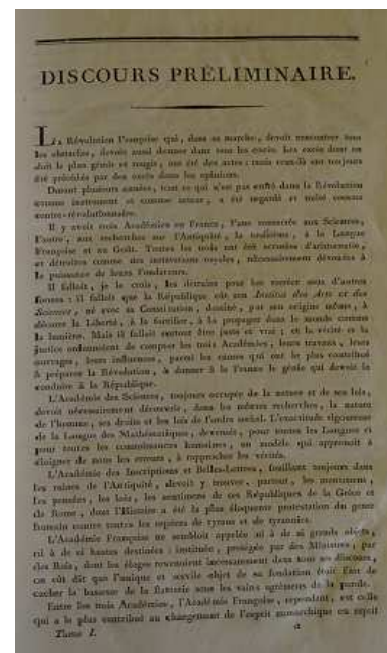 DISCOURS PRÉLIMINAIRE.
La Révolution Française qui, dans sa marche, devoit rencontrer tous
les obstacles, devoit aussi donner dans tous les excès. Les excès dont on
doit le plus gémir et rougir, ont été des actes: mais ceux-là ont toujours
été précédés par des excès dans les opinions.
Durant plusieurs années, tout ce qui n'est pas entré dans la Révolution
comme instrument et comme acteur, a été regardé et traité comme
contre-révolutionnaire.
Il y avoit trois Académies en France, l'une consacrée aux Sciences,
l'autre, aux recherches sur l'Antiquité, la troisième, à la Langue
Françoise et au Goût. Toutes les trois ont été accusées d'aristocratie,
et détruites comme des institutions royales, nécessairement dévouées à
la puissance de leurs Fondateurs.
Il falloit, je le crois, les détruire pour les recréer sous d'autres
formes: il falloit que la République eût son Institut des Arts et des
Sciences, né avec sa Constitution, destiné, par son origine même, à
découvrir la Liberté, à la fortifier, à la propager dans le monde comme
la lumière. Mais il falloit surtout être juste et vrai; et la vérité et la
justice ordonnoient de compter les trois Académies, leurs travaux, leurs
ouvrages, leurs influences, parmi les causes qui ont le plus contribué
à préparer la Révolution, à donner à la France le génie qui devoit la
conduire à la République.
L'Académie des Sciences, toujours occupée de la nature et de ses lois,
devoit nécessairement découvrir, dans les mêmes recherches, la nature
de l'homme, ses droits et les lois de l'ordre social. L'exactitude rigoureuse
de la Langue des Mathématiques, devenoit, pour toutes les Langues et
pour toutes les connoissances humaines, un modèle qui apprenoit à
s'éloigner de tous les erreurs, à rapprocher les vérités.
L'Académie des Inscriptions et Belles-Lettres, fouillant toujours dans
les ruines de l'Antiquité, devoit y trouver, partout, les monumens,
les pensées, les lois, les sentimens de ces Républiques de la Grèce et
de Rome, dont l'Histoire a été la plus éloquente protestation du genre
humain contre toutes les espèces de tyrans et de tyrannies.
L'Académie Françoise ne sembloit appelée ni à de si grands objets,
ni à de si hautes destinées: instituée, protégée par des Ministres, par
des Rois, dont les éloges revenoient incessamment dans tous ses discours,
on eût dit que l'unique et servile objet de sa fondation étoit
cacher la bassesse de la flatterie sous les vains agrémens de la parole.
Entre les trois Académies, l'Académie Françoise, cependant, est celle
qui a le plus contribué au changement de l'esprit monarchique en esprit
Tome I. a